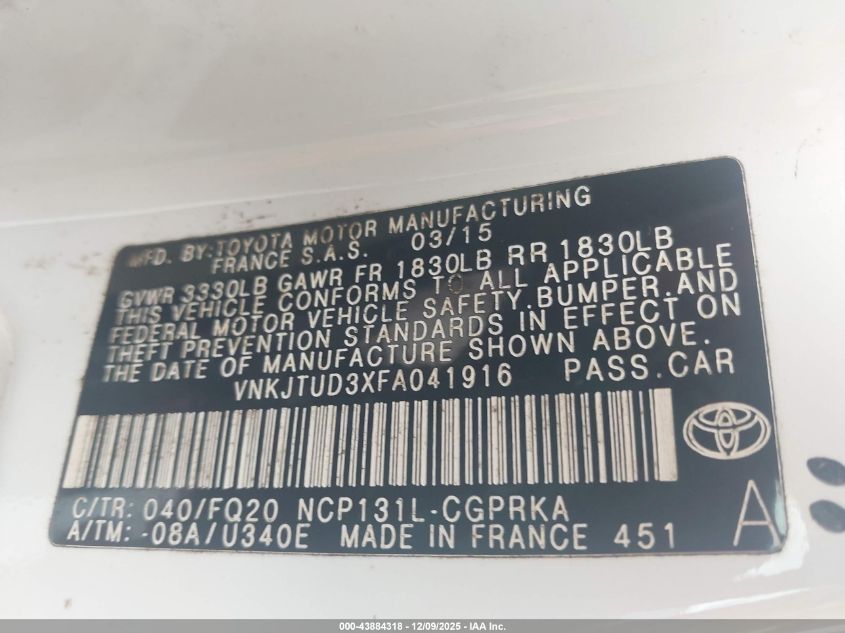 MFD. BY:TOYOTA MOTOR MANUFACTURING
FRANCE S.A.S. 03/15
GVWR 3330LB GAWR FR 1830LB RR 1830LB
THIS VEHICLE CONFORMS TO ALL APPLICABLE
FEDERAL MOTOR VEHICLE SAFETY.BUMPER,AND
THEFT PREVENTION STANDARDS IN EFFECT ON
THE DATE OF MANUFACTURE SHOWN ABOVE.
VNKJTUD3XFA041916 PASS.CAR
C/TR: 040/FQ20 NCP131L-CGPRKA
A/TM: -08A/U340E MADE IN FRANCE 451 A
000-43884318 | 12/09/2025 - IAA Inc.